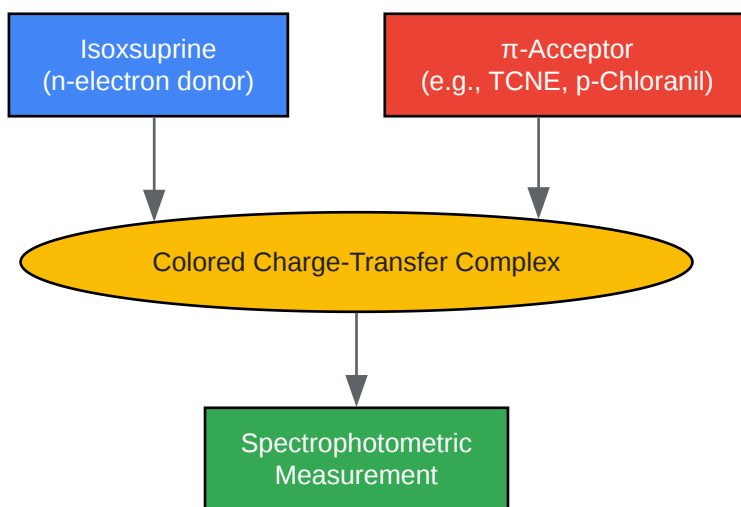 Isoxsuprine
(n-electron donor)
π-Acceptor
(e.g., TCNE, p-Chloranil)
Colored Charge-Transfer Complex
Spectrophotometric
Measurement